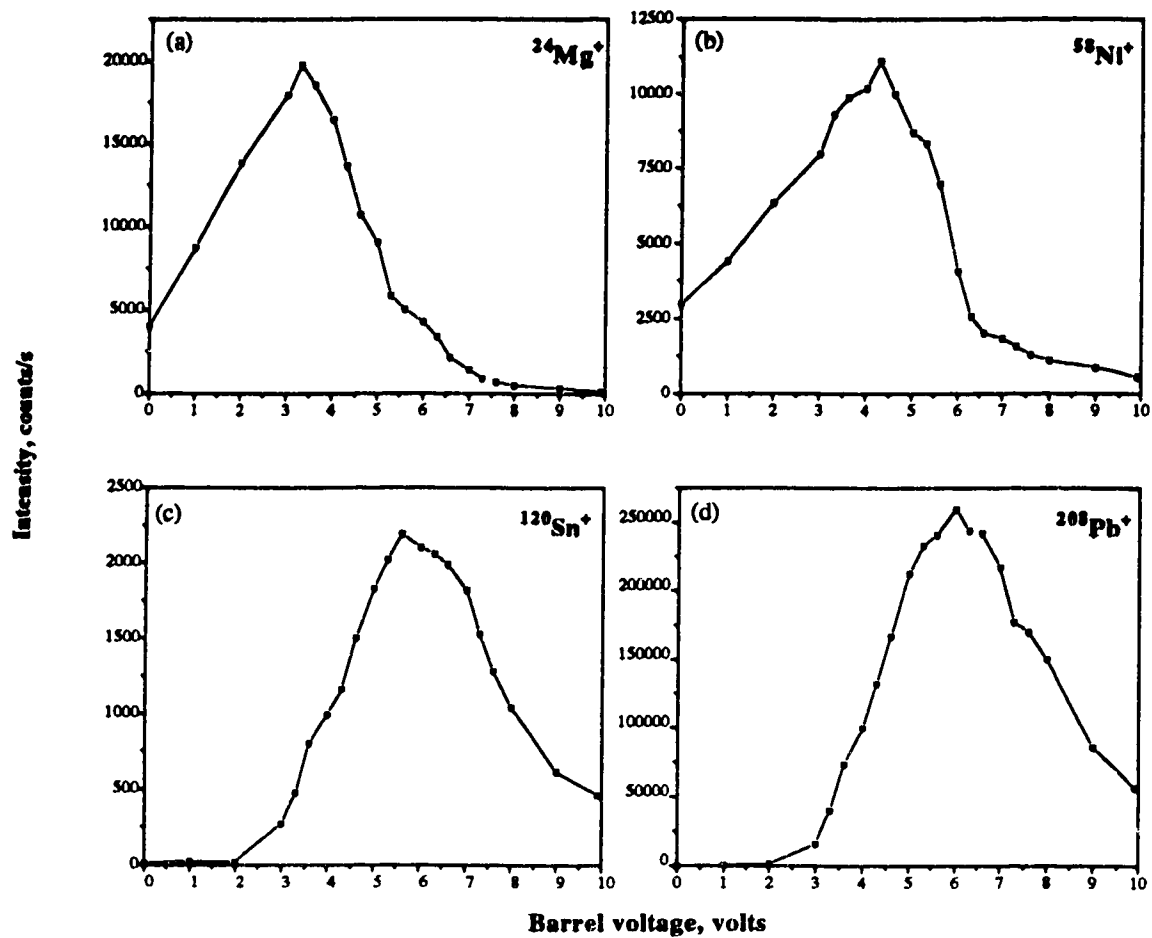 (a) ²⁴Mg⁺
20000
15000
10000
5000
0
0 1 2 3 4 5 6 7 8 9 10
(b) ⁵⁸Ni⁺
12500
10000
7500
5000
2500
0
0 1 2 3 4 5 6 7 8 9 10
Intensity, counts/s
(c) ¹²⁰Sn⁺
2500
2000
1500
1000
500
0
0 1 2 3 4 5 6 7 8 9 10
(d) ²⁰⁸Pb⁺
250000
200000
150000
100000
50000
0
0 1 2 3 4 5 6 7 8 9 10
Barrel voltage, volts